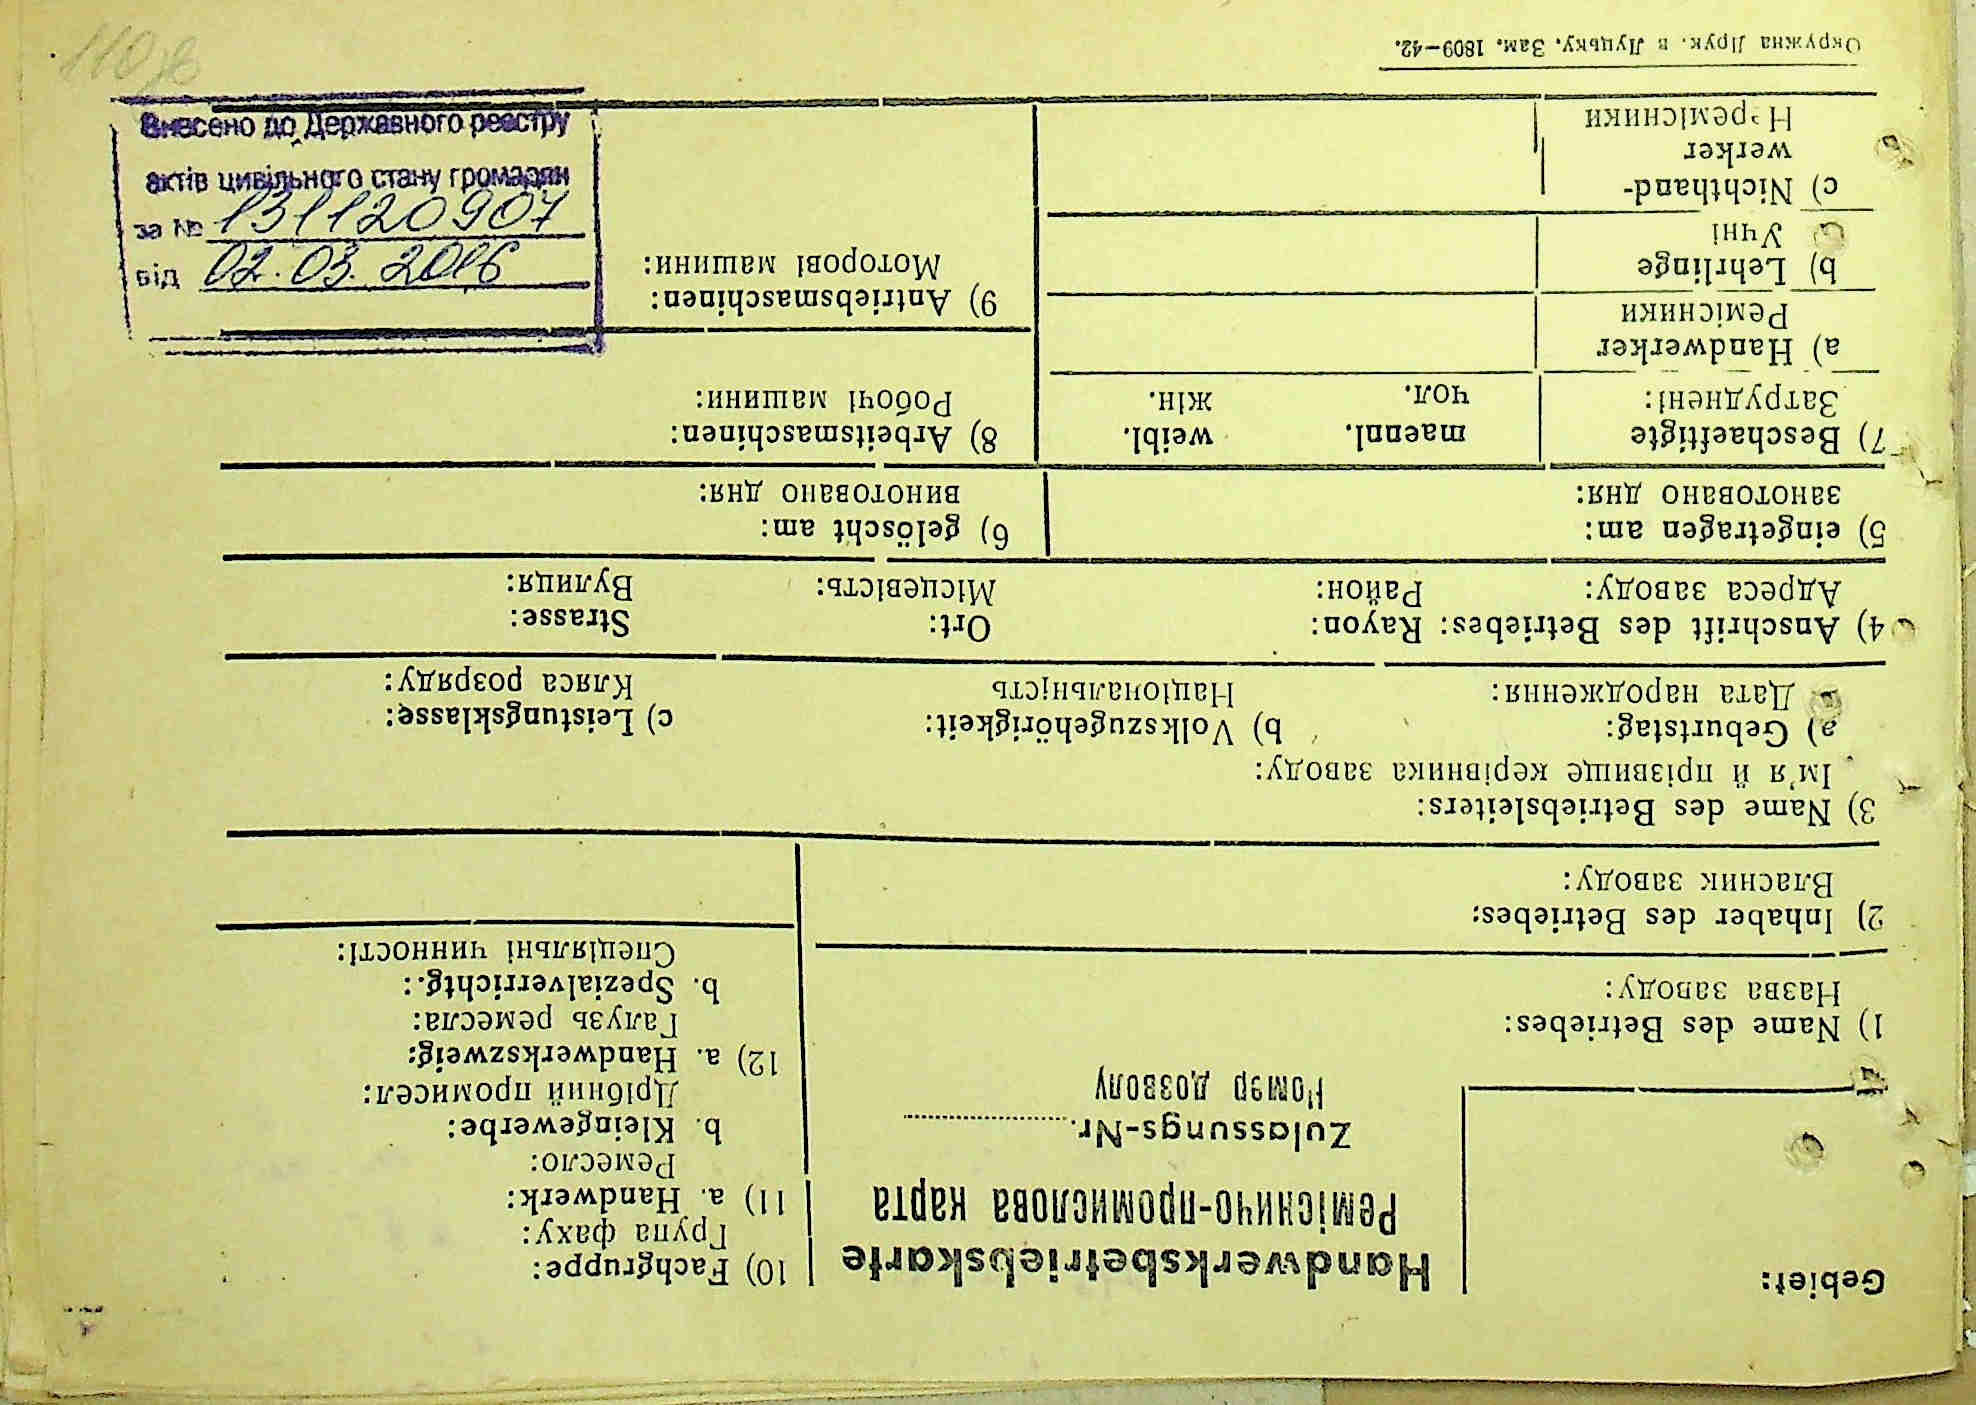 Gebiet:
Handwerksbetriebskarte
Ремісничо-промислова карта
Zulassungs-Nr.
Номэр дозволу
10) Fachgruppe:
Група фаху:
11) a. Handwerk:
Ремесло:
b. Kleingewerbe:
Дрібний промисел:
12) a. Handwerkszweig:
Галузь ремесла:
b. Spezialverrichtg.:
Спеціяльні чинності:
1) Name des Betriebes:
Назва заводу:
2) Inhaber des Betriebes:
Власник заводу:
3) Name des Betriebsleiters:
Ім'я й прізвище керівника заводу:
a) Geburtstag: b) Volkszugehörigkeit: c) Leistungsklasse:
Дата народження: Національність Кляса розряду:
4) Anschrift des Betriebes: Rayon: Ort: Strasse:
Адреса заводу: Район: Місцевість: Вулиця:
5) eingetragen am: 6) gelöscht am:
занотовано дня: винотовано дня:
7) Beschaeftigte maennl. weibl. 8) Arbeitsmaschinen:
Затруднені: чол. жін. Робочі машини:
a) Handwerker
Ремісники
b) Lehrlinge 9) Antriebsmaschinen:
Учні Моторові машини:
c) Nichthand-
werker
Н'ремісники
Окружна Друк. в Луцьку. Зам. 1809—42.
Внесено до Державного реєстру
актів цивільного стану громадян
за № 131120907
від 02.03.2016